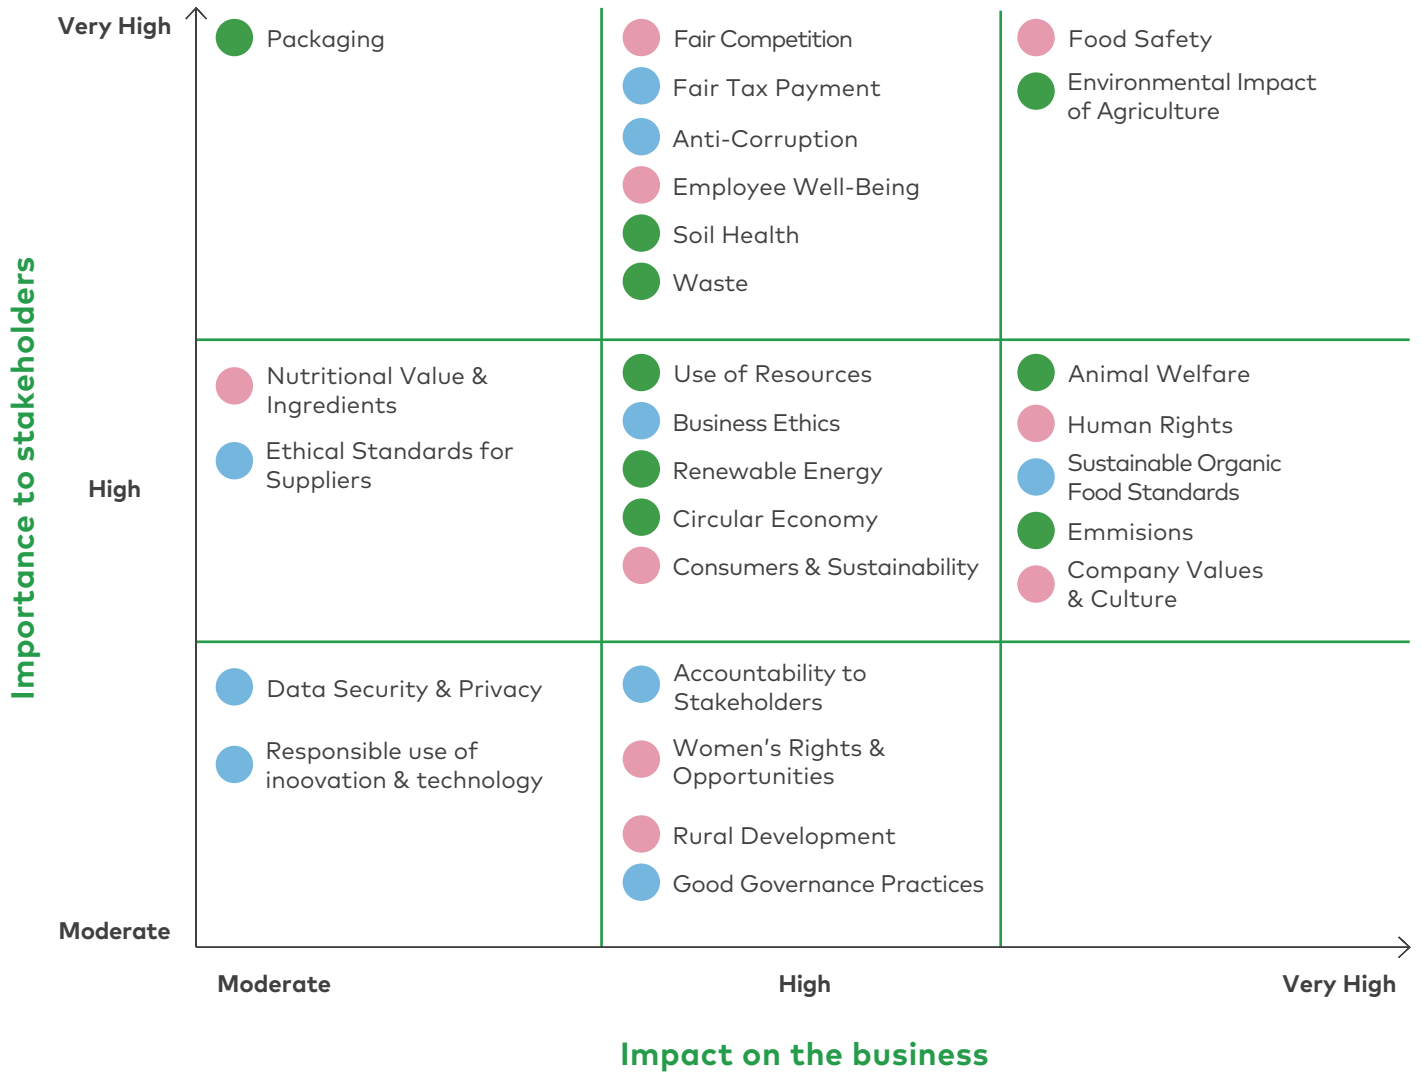 Very High
Packaging
Fair Competition
Fair Tax Payment
Anti-Corruption
Employee Well-Being
Soil Health
Waste
Food Safety
Environmental Impact
of Agriculture
Importance to stakeholders
High
Nutritional Value &
Ingredients
Ethical Standards for
Suppliers
Use of Resources
Business Ethics
Renewable Energy
Circular Economy
Consumers & Sustainability
Animal Welfare
Human Rights
Sustainable Organic
Food Standards
Emmisions
Company Values
& Culture
Data Security & Privacy
Responsible use of
inoovation & technology
Accountability to
Stakeholders
Women's Rights &
Opportunities
Rural Development
Good Governance Practices
Moderate
Moderate
High
Very High
Impact on the business